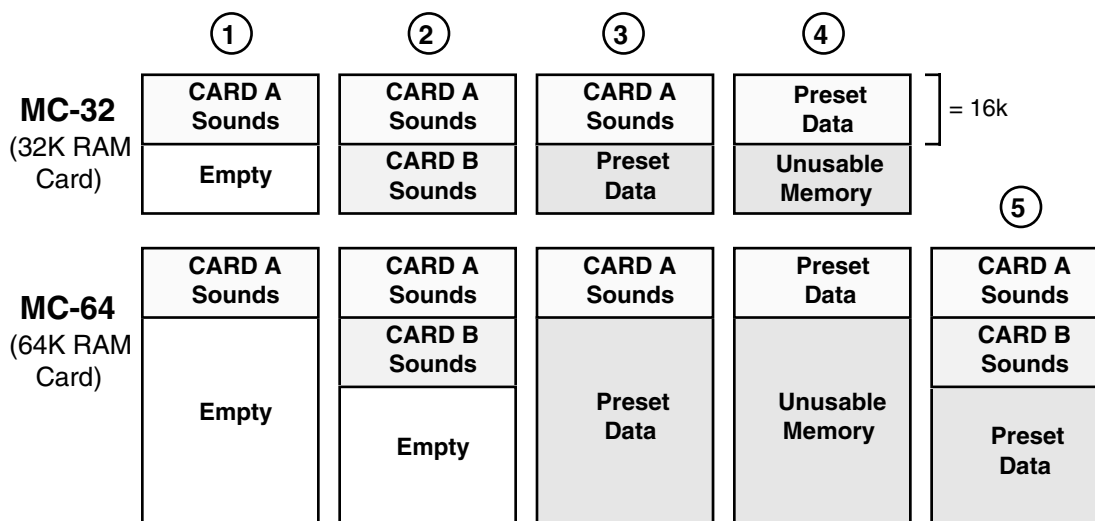 1
2
3
4
MC-32
(32K RAM
Card)
CARD A
Sounds
Empty
CARD A
Sounds
CARD B
Sounds
CARD A
Sounds
Preset
Data
Preset
Data
Unusable
Memory
= 16k
5
MC-64
(64K RAM
Card)
CARD A
Sounds
Empty
CARD A
Sounds
CARD B
Sounds
Empty
CARD A
Sounds
Preset
Data
Preset
Data
Unusable
Memory
CARD A
Sounds
CARD B
Sounds
Preset
Data